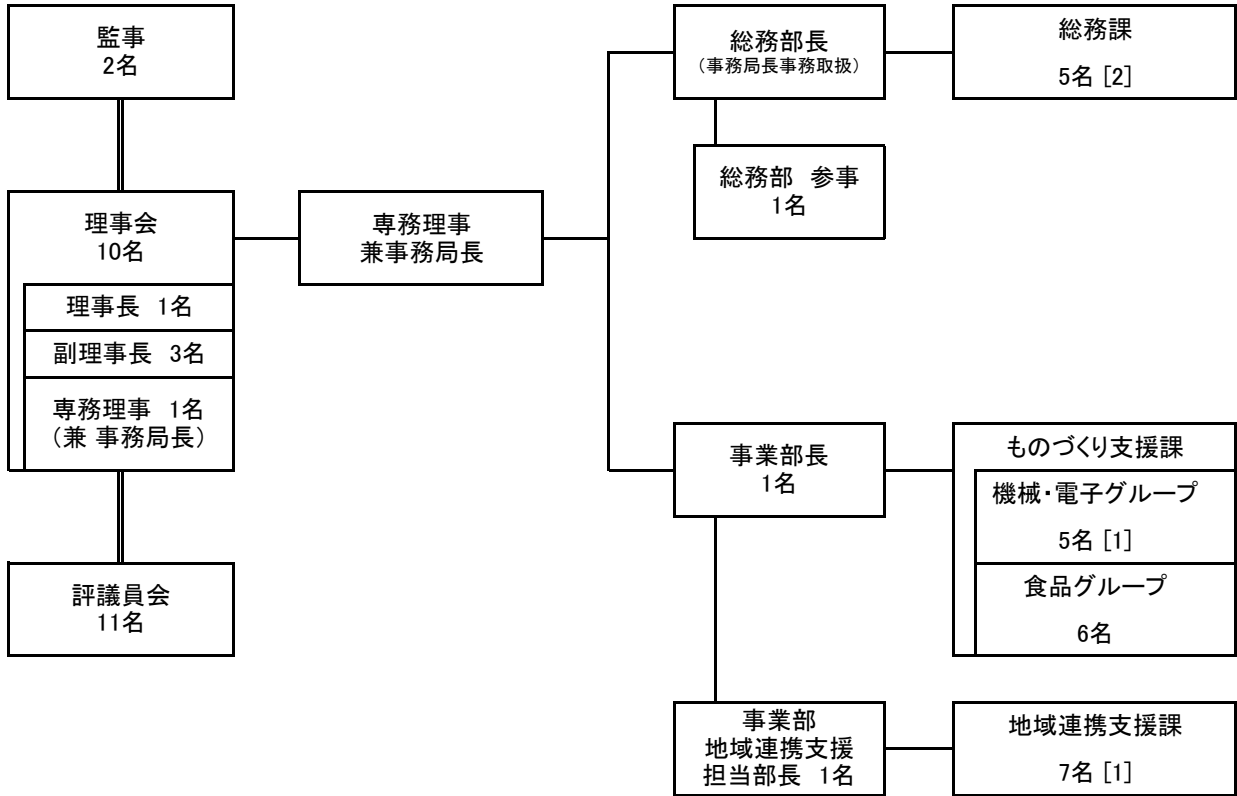 監事
2名
理事会
10名
理事長 1名
副理事長 3名
専務理事 1名
(兼 事務局長)
評議員会
11名
専務理事
兼事務局長
総務部長
(事務局長事務取扱)
総務課
5名 [2]
総務部 参事
1名
事業部長
1名
ものづくり支援課
機械・電子グループ
5名 [1]
食品グループ
6名
事業部
地域連携支援
担当部長 1名
地域連携支援課
7名 [1]